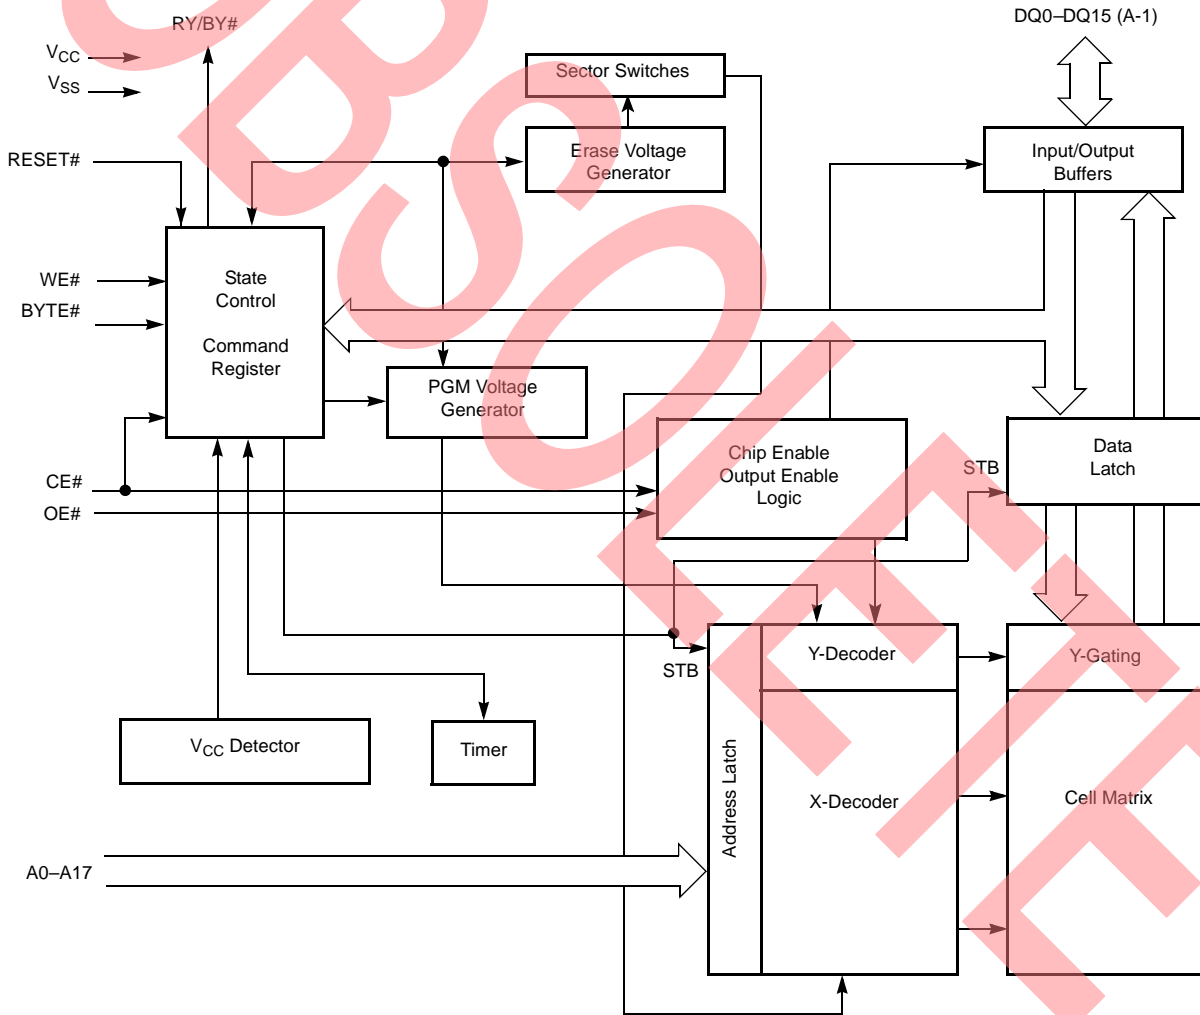 RY/BY#
DQ0–DQ15 (A-1)
VCC
VSS
Sector Switches
RESET#
Erase Voltage
Generator
Input/Output
Buffers
WE#
BYTE#
State
Control
Command
Register
PGM Voltage
Generator
Chip Enable
Output Enable
Logic
STB
Data
Latch
CE#
OE#
STB
Y-Decoder
Y-Gating
VCC Detector
Timer
Address Latch
X-Decoder
Cell Matrix
A0–A17
OBSOLETE